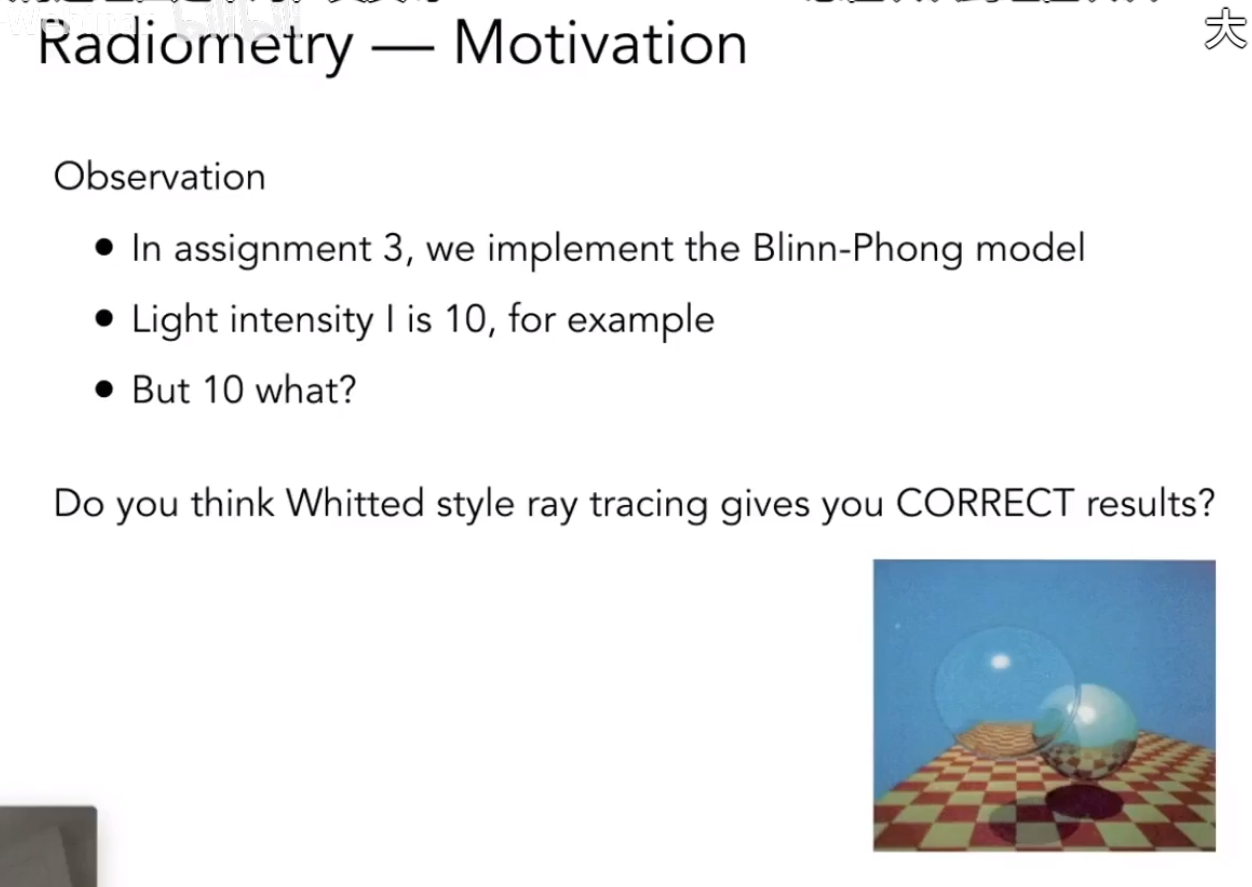 Radiometry — Motivation
大
Observation
● In assignment 3, we implement the Blinn-Phong model
● Light intensity I is 10, for example
● But 10 what?
Do you think Whitted style ray tracing gives you CORRECT results?